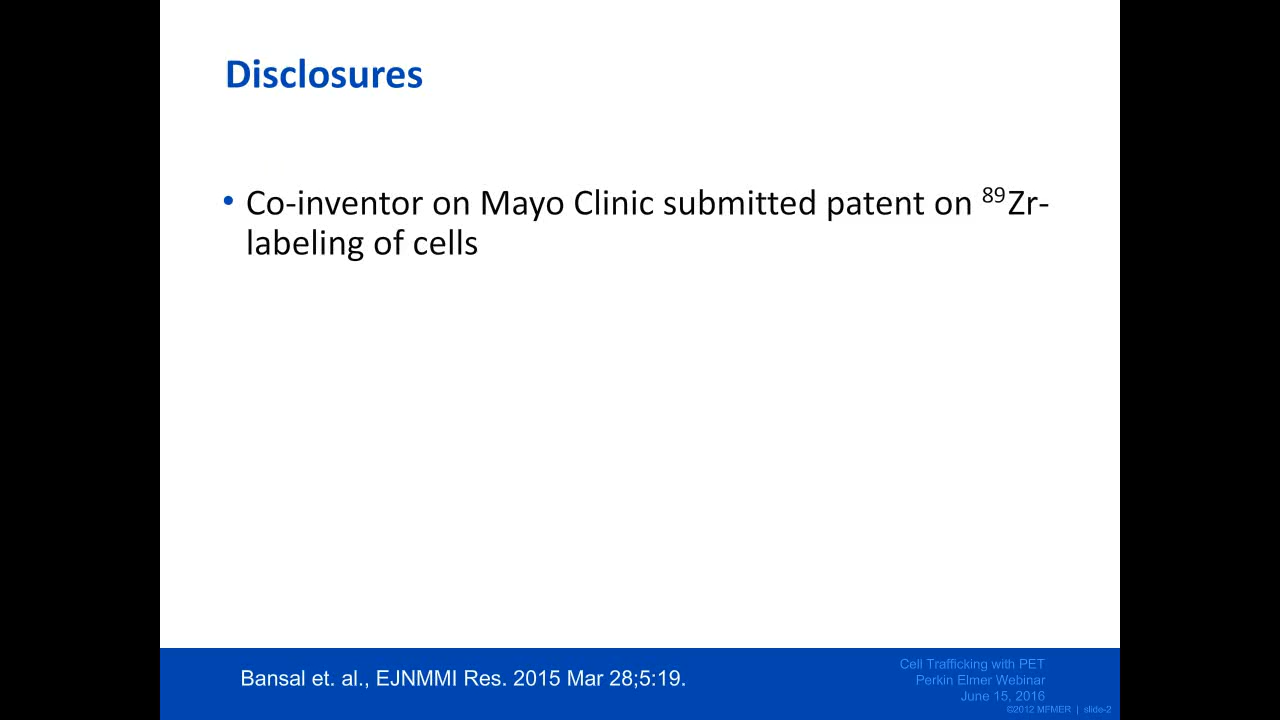 Disclosures
• Co-inventor on Mayo Clinic submitted patent on ⁸⁹Zr-
labeling of cells
Bansal et. al., EJNMMI Res. 2015 Mar 28;5:19.
Cell Trafficking with PET
Perkin Elmer Webinar
June 15, 2016
©2012 MFMER | slide-2